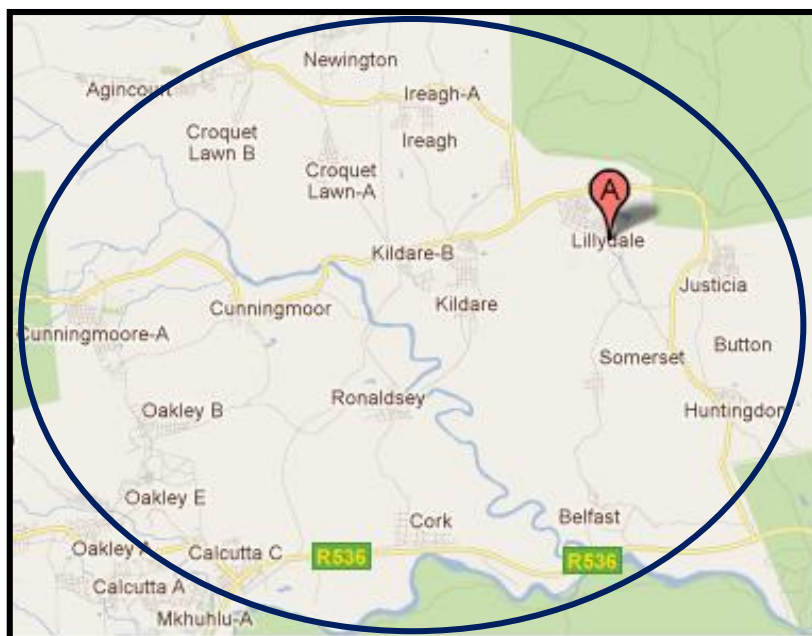 Newington
Agincourt
Ireagh-A
Croquet
Lawn B
Ireagh
Croquet
Lawn-A
A
Lillydale
Kildare-B
Justicia
Cunningmoor
Kildare
Cunningmoore-A
Button
Somerset
Ronaldsey
Oakley B
Huntingdon
Oakley E
Cork
Belfast
Oakley A
Calcutta C
R536
R536
Calcutta A
Mkhuhlu-A